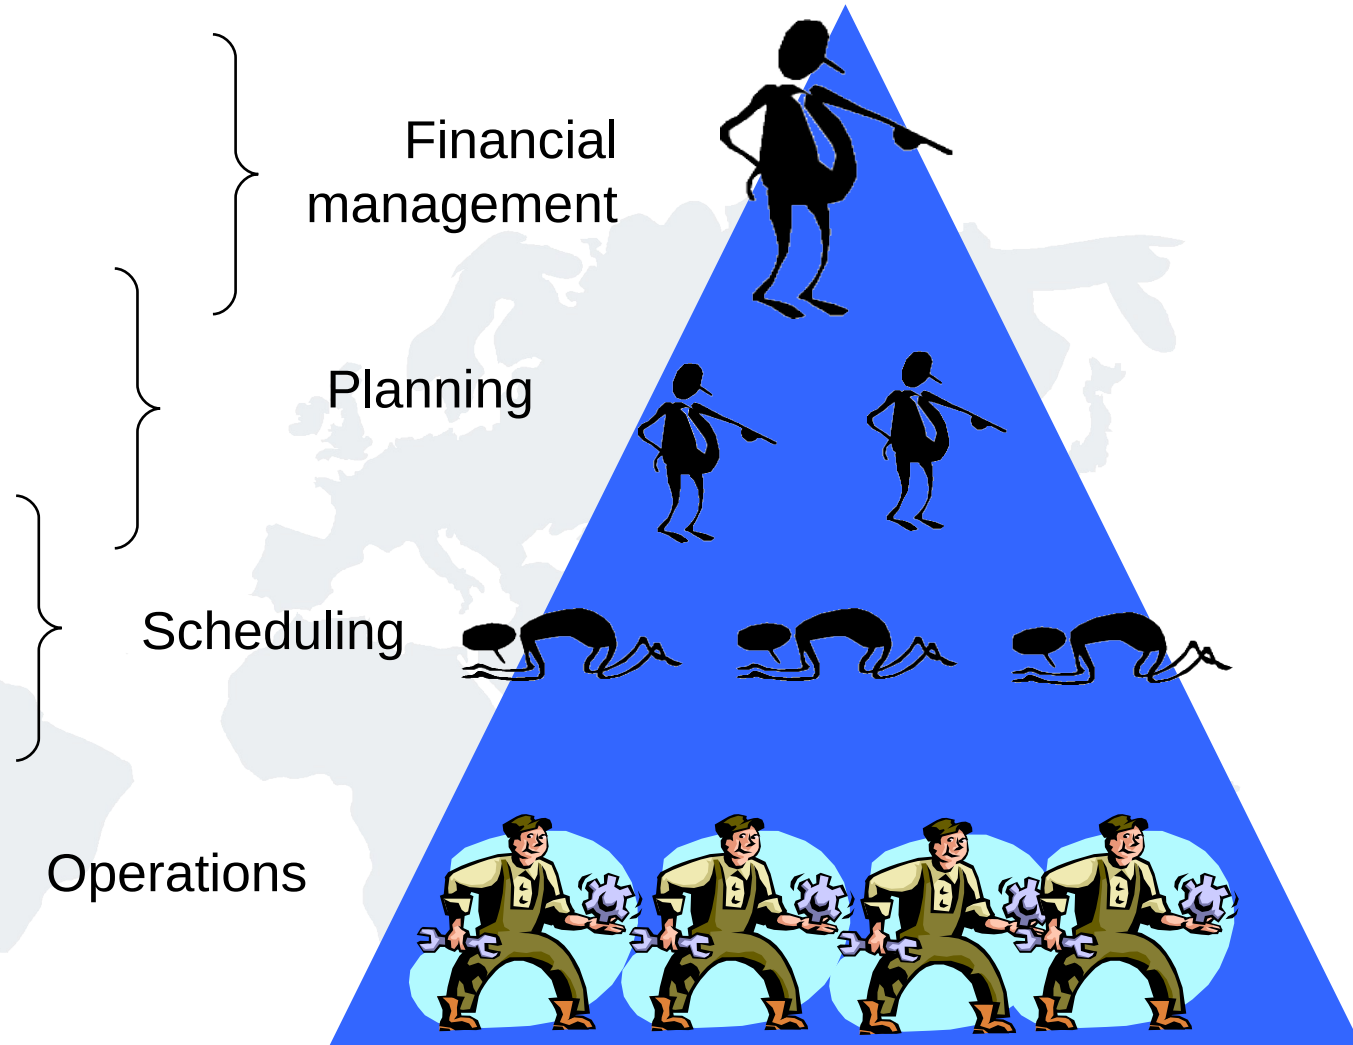 Financial
management
Planning
Scheduling
Operations